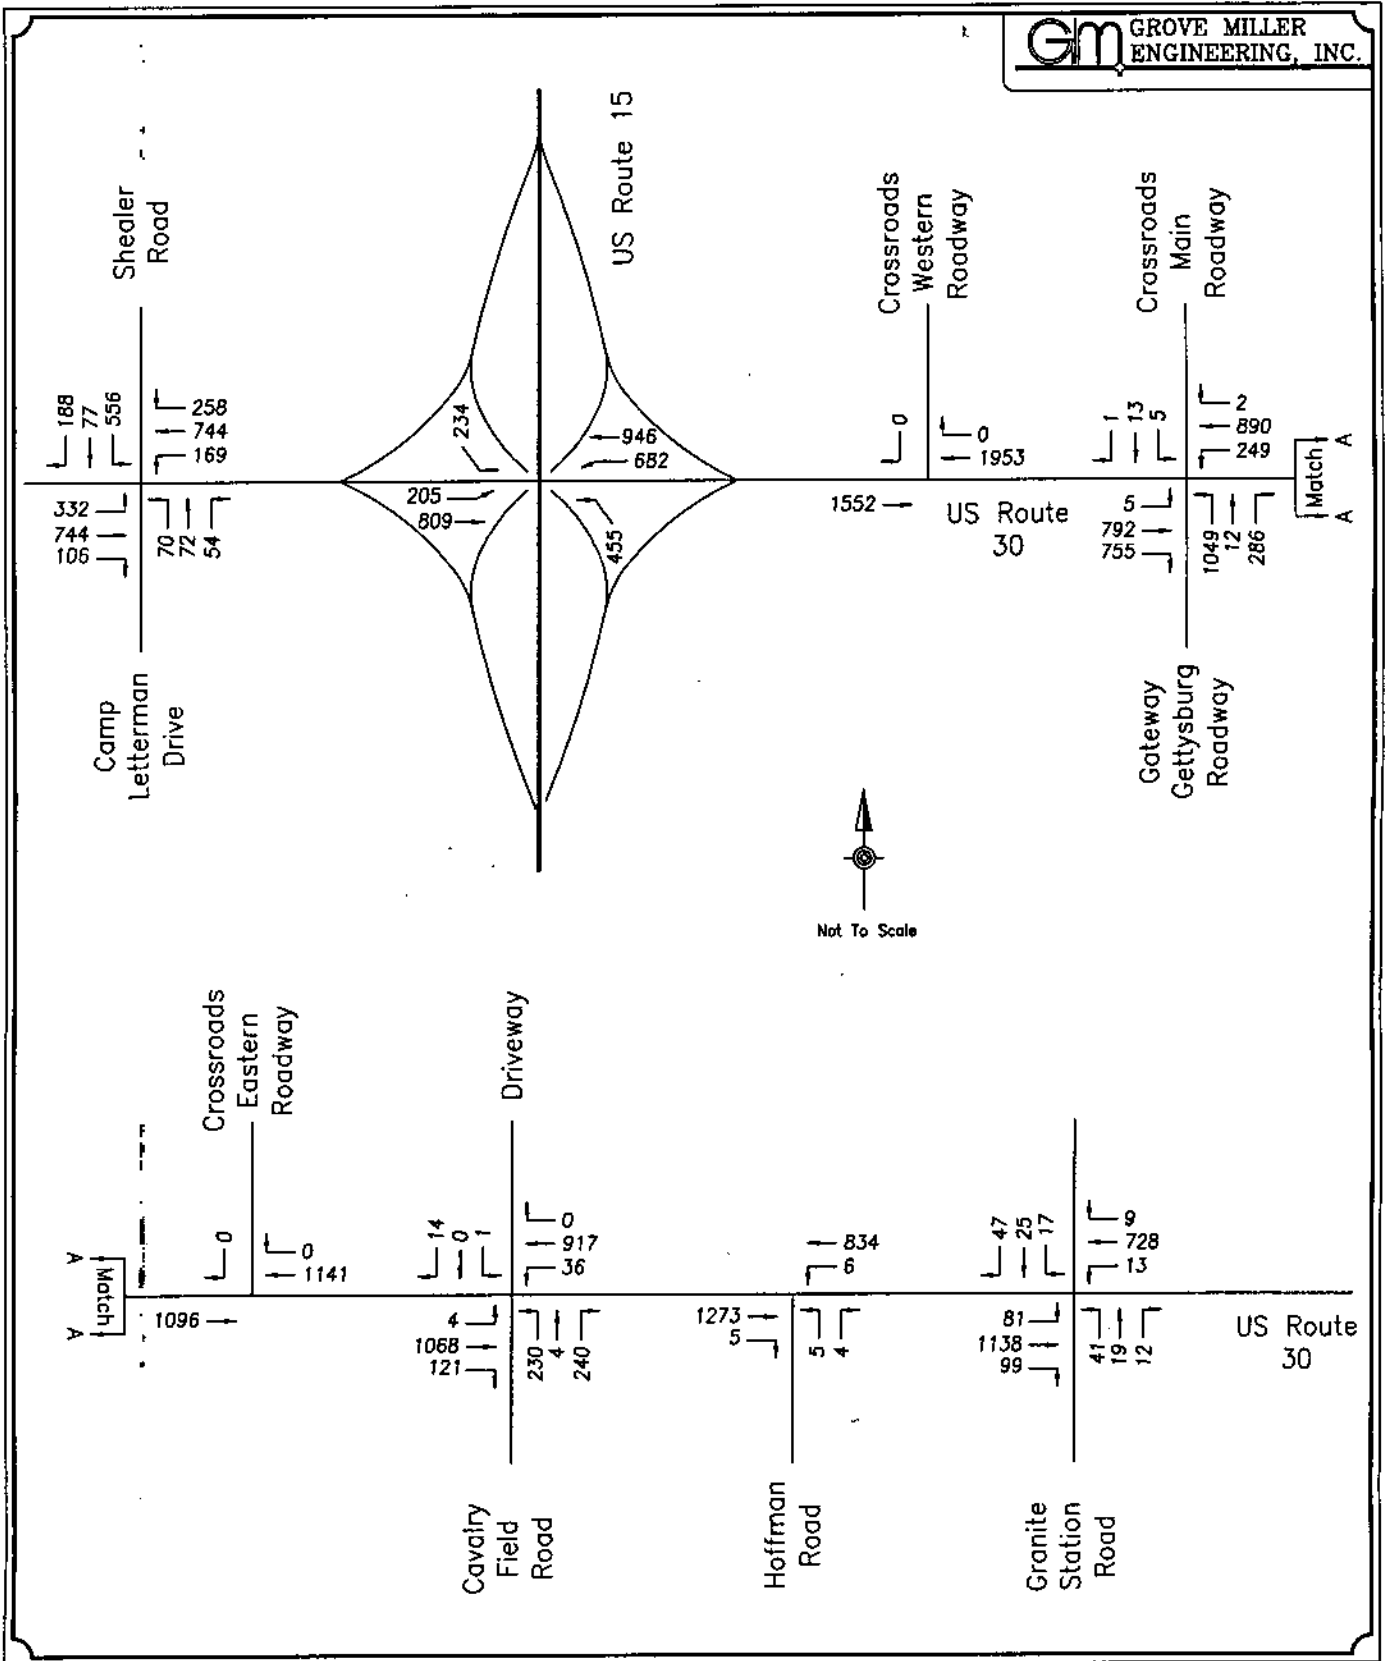 GM GROVE MILLER
ENGINEERING, INC.
Shealer
Road
188
77
556
258
744
169
332
744
106
70
72
54
Camp
Letterman
Drive
US Route 15
234
946
682
205
809
455
Crossroads
Western
Roadway
0
0
1953
1552
US Route
30
Crossroads
Main
Roadway
1
13
5
2
890
249
5
792
755
1049
12
286
A
Match
A
Gateway
Gettysburg
Roadway
Not To Scale
Crossroads
Eastern
Roadway
A
Match
A
0
0
1141
1096
Driveway
14
0
1
0
917
36
4
1068
121
230
4
240
Cavalry
Field
Road
834
6
1273
5
5
4
Hoffman
Road
47
25
17
9
728
13
81
1138
99
41
19
12
Granite
Station
Road
US Route
30